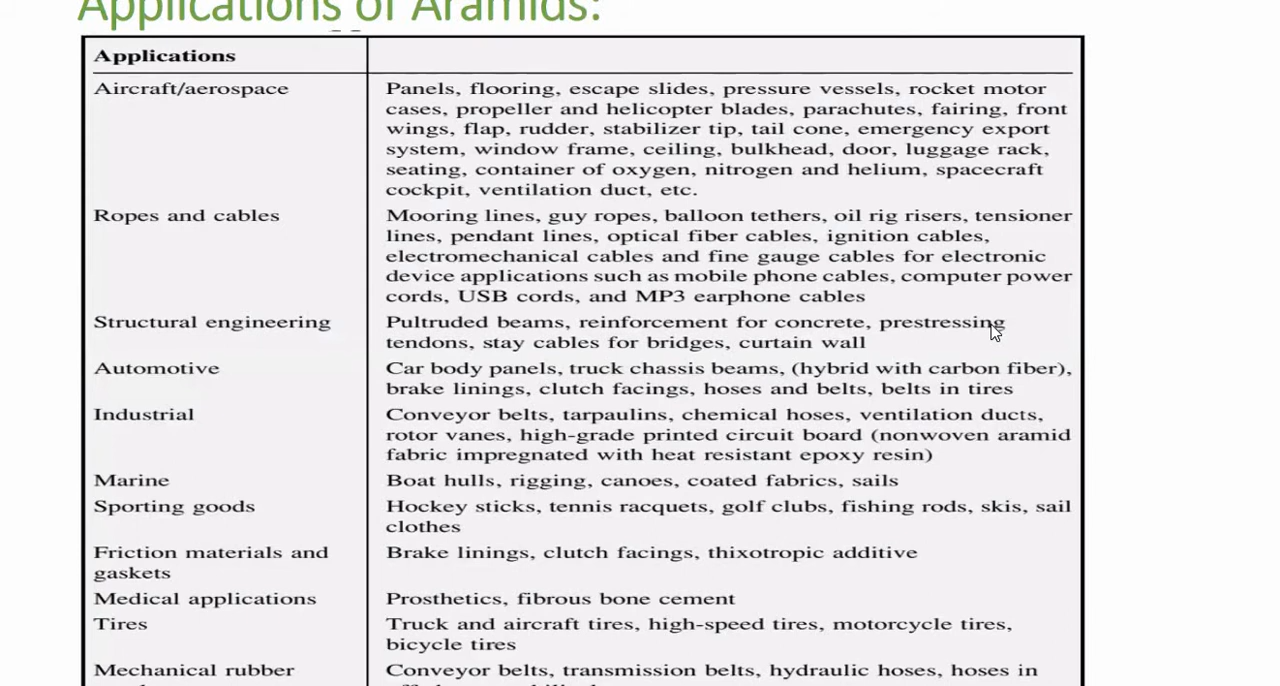 Applications of Aramids:
Applications
Aircraft/aerospace
Panels, flooring, escape slides, pressure vessels, rocket motor
cases, propeller and helicopter blades, parachutes, fairing, front
wings, flap, rudder, stabilizer tip, tail cone, emergency export
system, window frame, ceiling, bulkhead, door, luggage rack,
seating, container of oxygen, nitrogen and helium, spacecraft
cockpit, ventilation duct, etc.
Ropes and cables
Mooring lines, guy ropes, balloon tethers, oil rig risers, tensioner
lines, pendant lines, optical fiber cables, ignition cables,
electromechanical cables and fine gauge cables for electronic
device applications such as mobile phone cables, computer power
cords, USB cords, and MP3 earphone cables
Structural engineering
Pultruded beams, reinforcement for concrete, prestressing
tendons, stay cables for bridges, curtain wall
Automotive
Car body panels, truck chassis beams, (hybrid with carbon fiber),
brake linings, clutch facings, hoses and belts, belts in tires
Industrial
Conveyor belts, tarpaulins, chemical hoses, ventilation ducts,
rotor vanes, high-grade printed circuit board (nonwoven aramid
fabric impregnated with heat resistant epoxy resin)
Marine
Boat hulls, rigging, canoes, coated fabrics, sails
Sporting goods
Hockey sticks, tennis racquets, golf clubs, fishing rods, skis, sail
clothes
Friction materials and
gaskets
Brake linings, clutch facings, thixotropic additive
Medical applications
Prosthetics, fibrous bone cement
Tires
Truck and aircraft tires, high-speed tires, motorcycle tires,
bicycle tires
Mechanical rubber
Conveyor belts, transmission belts, hydraulic hoses, hoses in